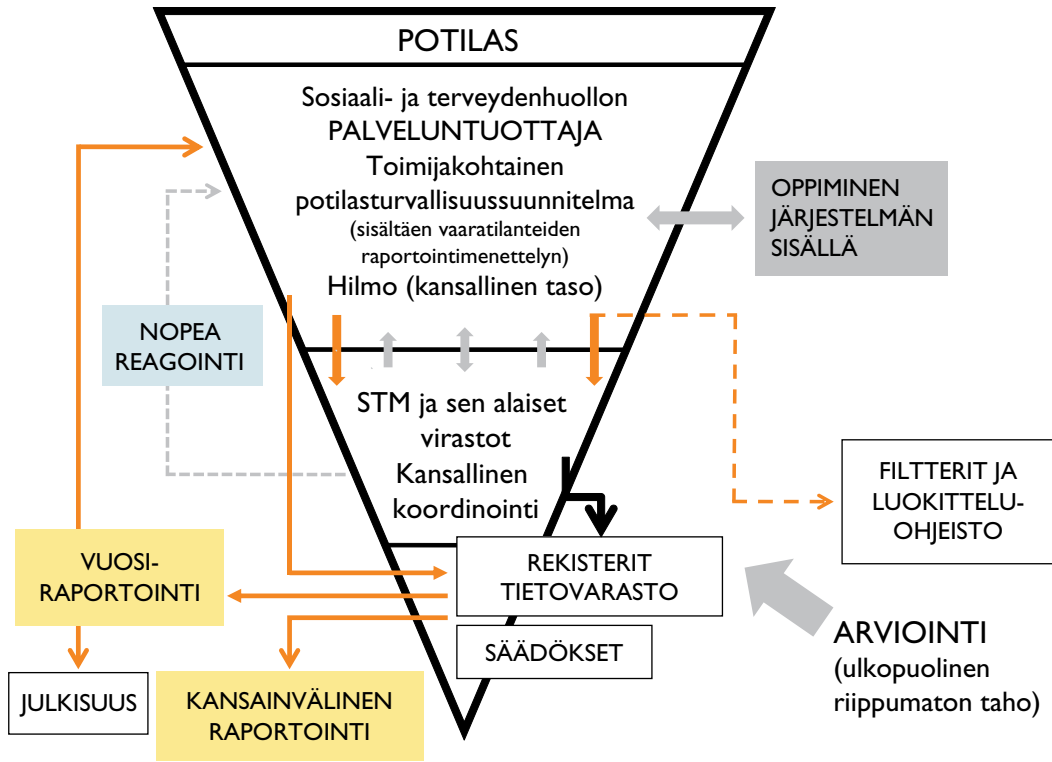 POTILAS
Sosiaali- ja terveydenhuollon
PALVELUNTUOTTAJA
Toimijakohtainen
potilasturvallisuussuunnitelma
(sisältäen vaaratilanteiden
raportointimenettelyn)
Hilmo (kansallinen taso)
OPPIMINEN
JÄRJESTELMÄN
SISÄLLÄ
NOPEA
REAGOINTI
STM ja sen alaiset
virastot
Kansallinen
koordinointi
FILTTERIT JA
LUOKITTELU-
OHJEISTO
VUOSI-
RAPORTOINTI
REKISTERIT
TIETOVARASTO
SÄÄDÖKSET
ARVIOINTI
(ulkopuolinen
riippumaton taho)
JULKISUUS
KANSAINVÄLINEN
RAPORTOINTI